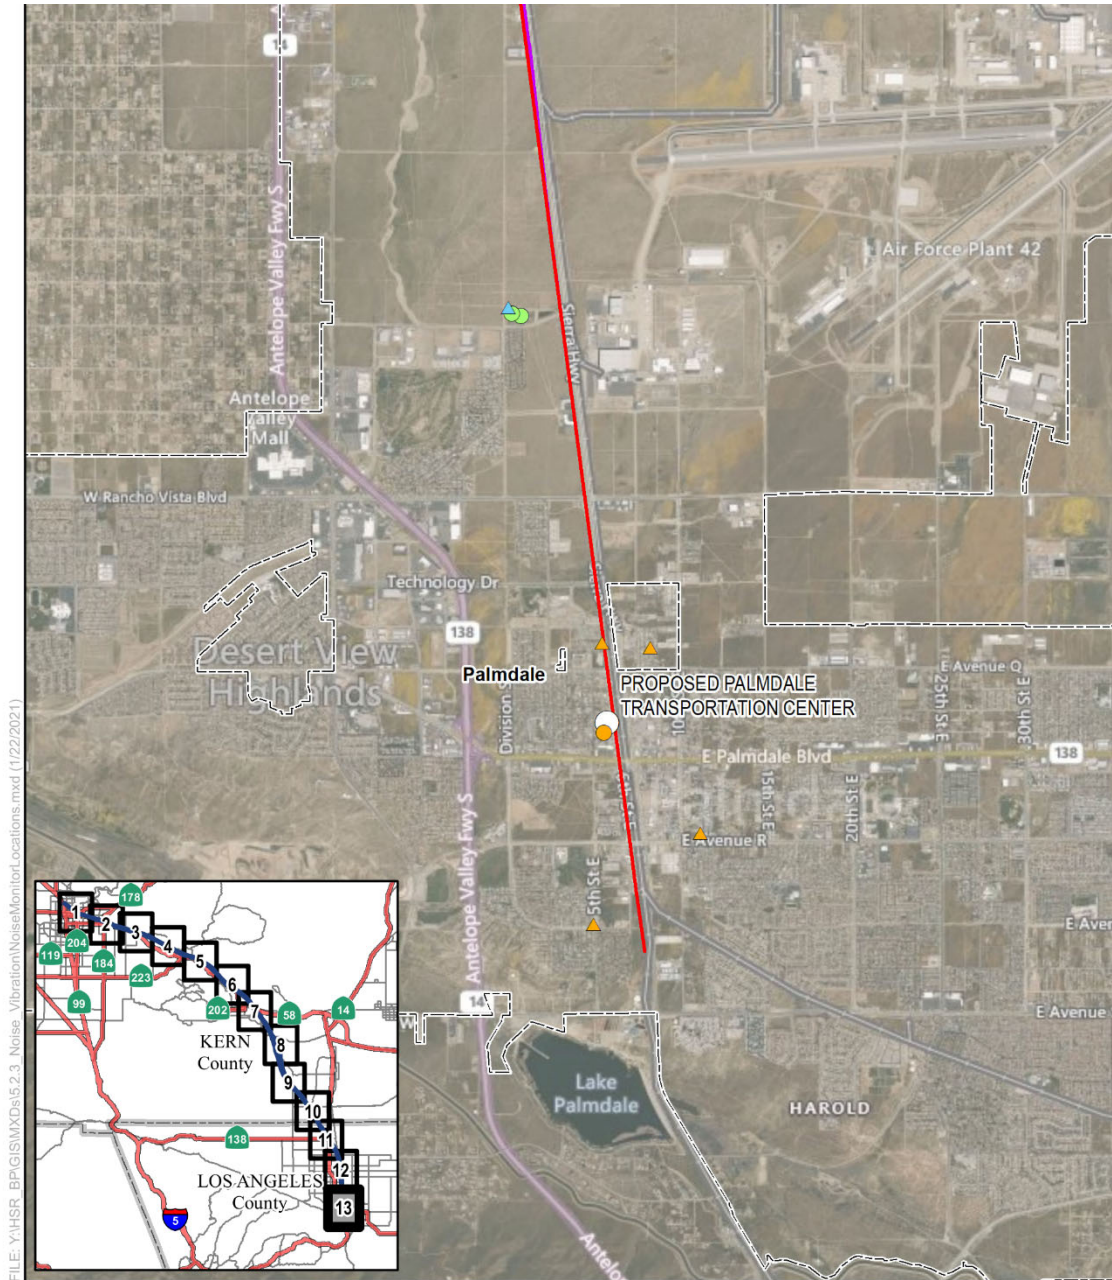 14
Antelope Valley Fwy S
Air Force Plant 42
Sierra Hwy
Antelope
Valley
Mall
W Rancho Vista Blvd
Technology Dr
138
Desert View
Highlands
Palmdale
Division S
E Avenue Q
PROPOSED PALMDALE
TRANSPORTATION CENTER
25th St E
30th St E
E Palmdale Blvd
138
15th St E
20th St E
E Avenue R
Antelope Valley Fwy S
5th St E
E Aven
14
E Avenue
Lake
Palmdale
HAROLD
Antelo
178
1
2
3
4
5
6
7
8
9
10
11
12
13
204
119
184
223
99
202
58
14
KERN
County
138
LOS ANGELES
County
5
FILE: Y:\HSR_BP\GIS\MXDs\5.2.3_Noise_Vibration\NoiseMonitorLocations.mxd (1/22/2021)